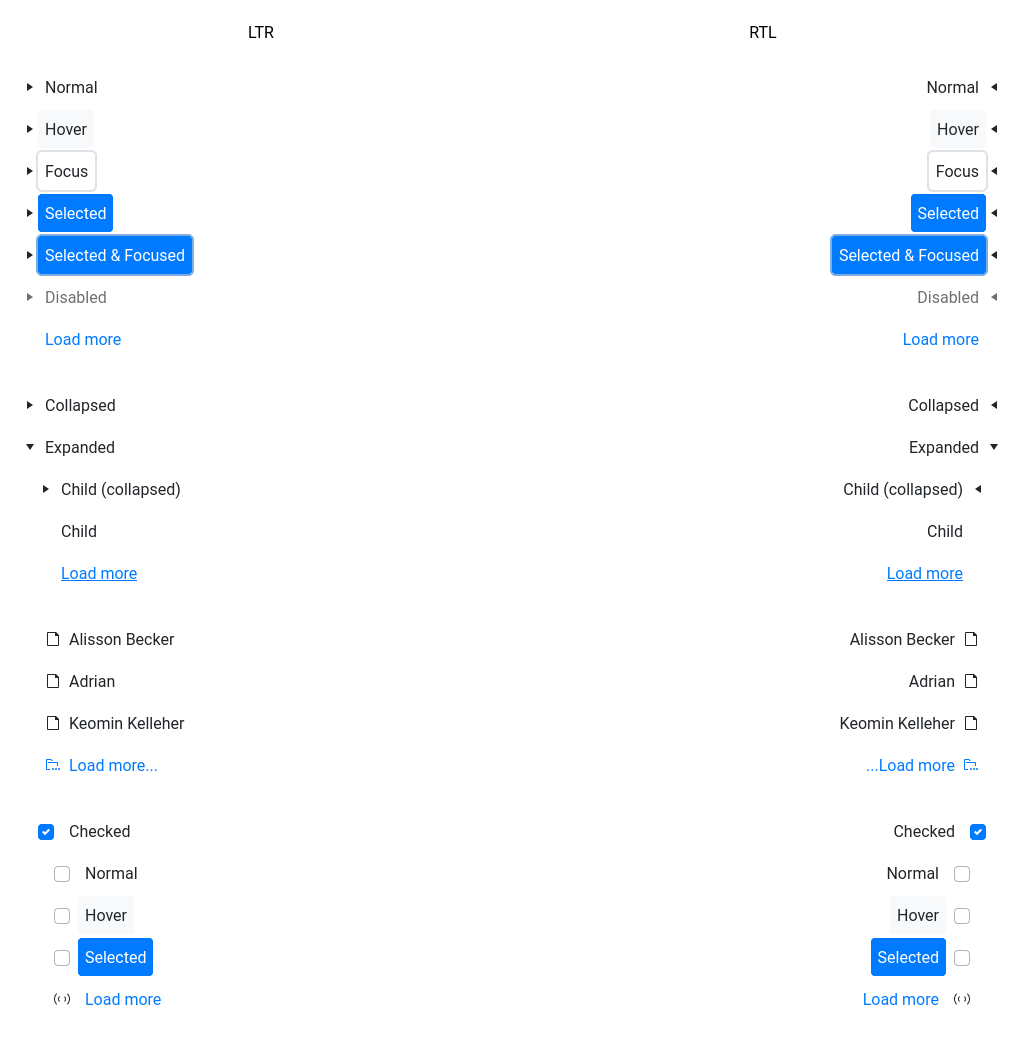 LTR
Normal
Hover
Focus
Selected
Selected & Focused
Disabled
Load more
Collapsed
Expanded
Child (collapsed)
Child
Load more
Alisson Becker
Adrian
Keomin Kelleher
Load more...
Checked
Normal
Hover
Selected
Load more
RTL
Normal
Hover
Focus
Selected
Selected & Focused
Disabled
Load more
Collapsed
Expanded
Child (collapsed)
Child
Load more
Alisson Becker
Adrian
Keomin Kelleher
...Load more
Checked
Normal
Hover
Selected
Load more